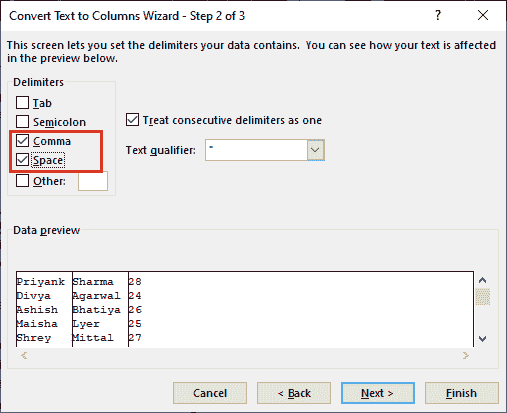 Convert Text to Columns Wizard - Step 2 of 3
This screen lets you set the delimiters your data contains. You can see how your text is affected
in the preview below.
Delimiters
Tab
Semicolon
Comma
Space
Other:
Treat consecutive delimiters as one
Text qualifier: "
Data preview
Priyank Sharma 28
Divya Agarwal 24
Ashish Bhatiya 26
Maisha Lyer 25
Shrey Mittal 27
Cancel < Back Next > Finish